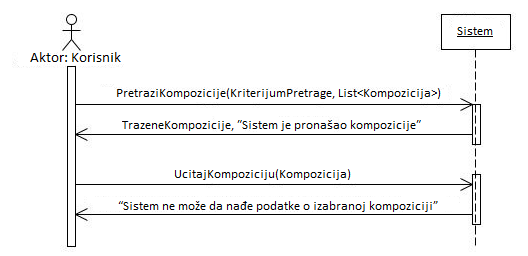 Sistem
Aktor: Korisnik
PretraziKompozicije(KriterijumPretrage, List<Kompozicija>)
TrazeneKompozicije, "Sistem je pronašao kompozicije"
UcitajKompoziciju(Kompozicija)
"Sistem ne može da nađe podatke o izabranoj kompoziciji"